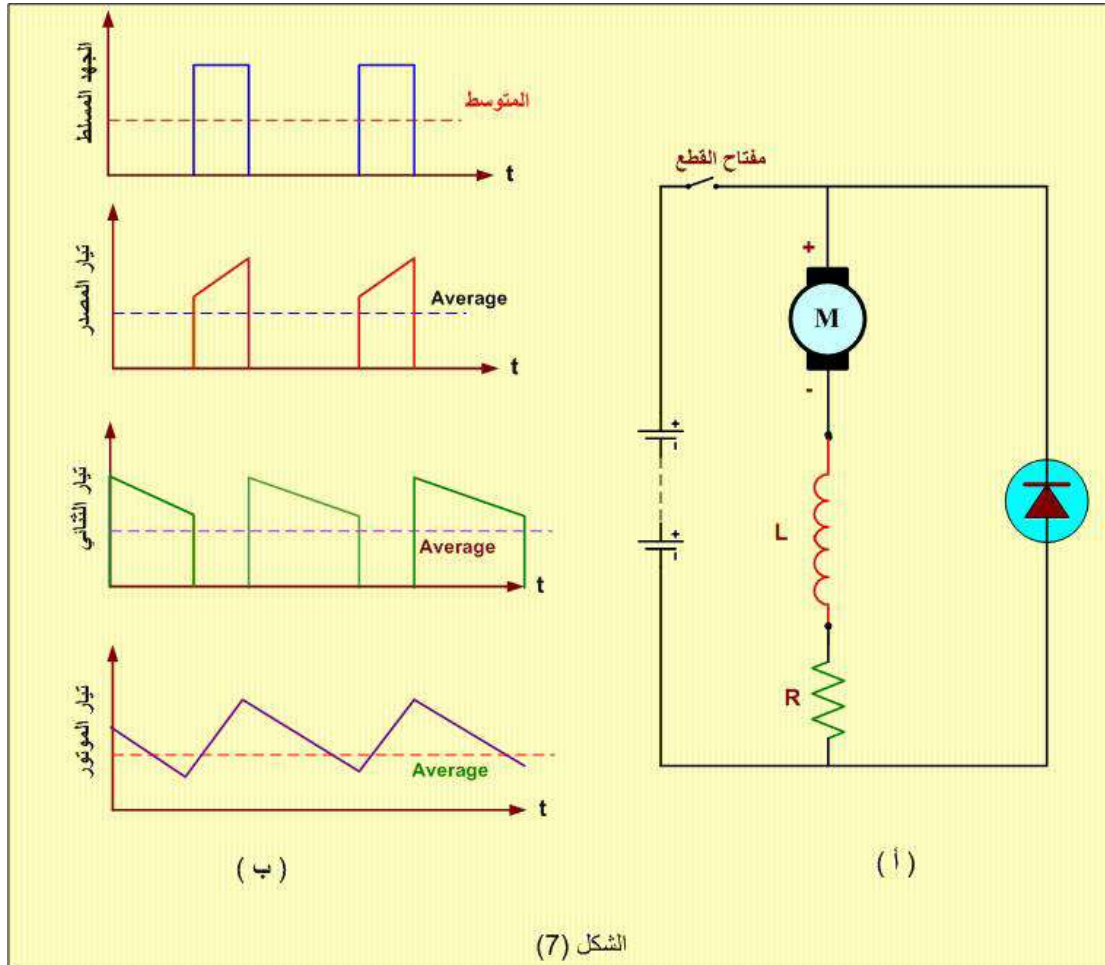 الجهد المسلط
المتوسط
t
تيار المصدر
Average
t
تيار الثنائي
Average
t
تيار الموتور
Average
t
( ب )
مفتاح القطع
+
M
-
+
-
+
-
L
R
( أ )
الشكل (7)